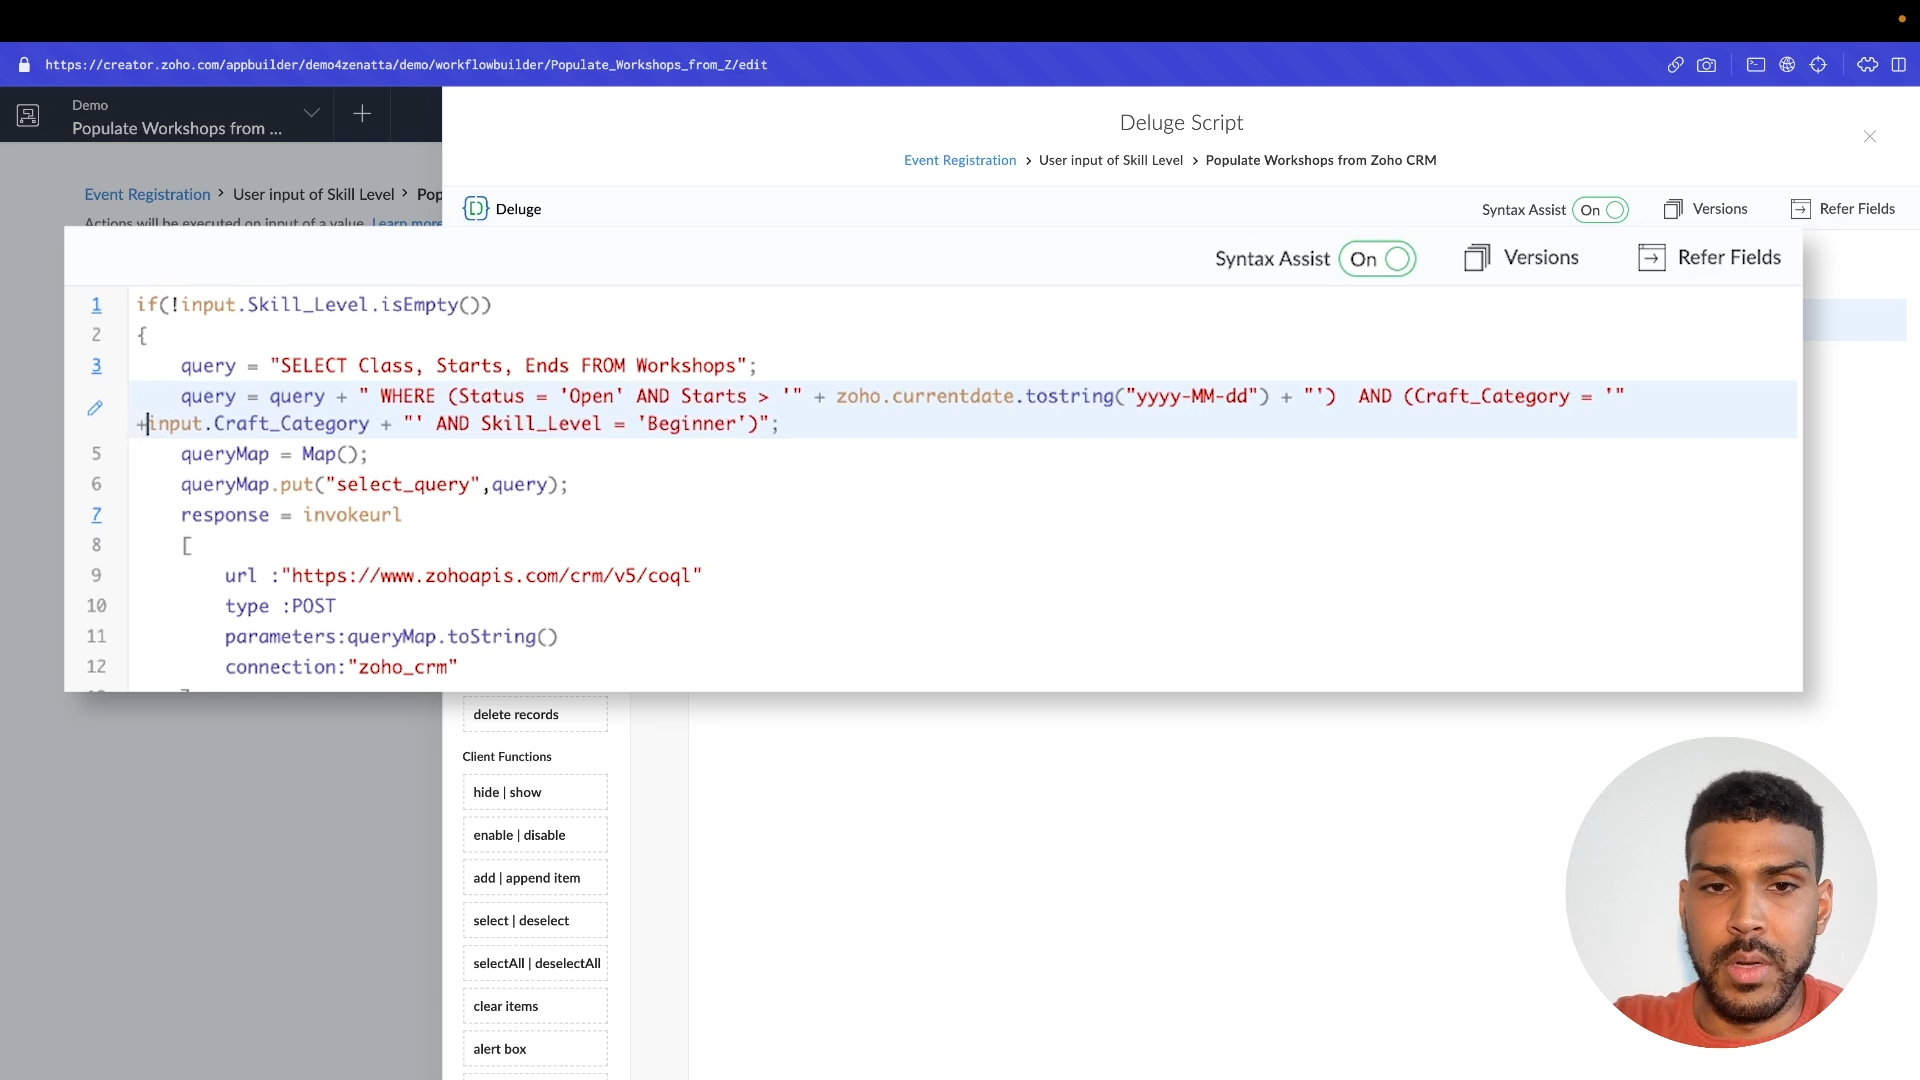 https://creator.zoho.com/appbuilder/demo4zenatta/demo/workflowbuilder/Populate_Workshops_from_Z/edit
Demo
Populate Workshops from ...
Deluge Script
Event Registration > User input of Skill Level > Populate Workshops from Zoho CRM
Event Registration > User input of Skill Level > Pop
Actions will be executed on input of a value. Learn more
Deluge
Syntax Assist On Versions Refer Fields
Syntax Assist On Versions Refer Fields
1 if(!input.Skill_Level.isEmpty())
2 {
3 query = "SELECT Class, Starts, Ends FROM Workshops";
query = query + " WHERE (Status = 'Open' AND Starts > '" + zoho.currentdate.tostring("yyyy-MM-dd") + "')  AND (Craft_Category = '"
+input.Craft_Category + "' AND Skill_Level = 'Beginner')";
5 queryMap = Map();
6 queryMap.put("select_query",query);
7 response = invokeurl
8 [
9 url :"https://www.zohoapis.com/crm/v5/coql"
10 type :POST
11 parameters:queryMap.toString()
12 connection:"zoho_crm"
delete records
Client Functions
hide | show
enable | disable
add | append item
select | deselect
selectAll | deselectAll
clear items
alert box